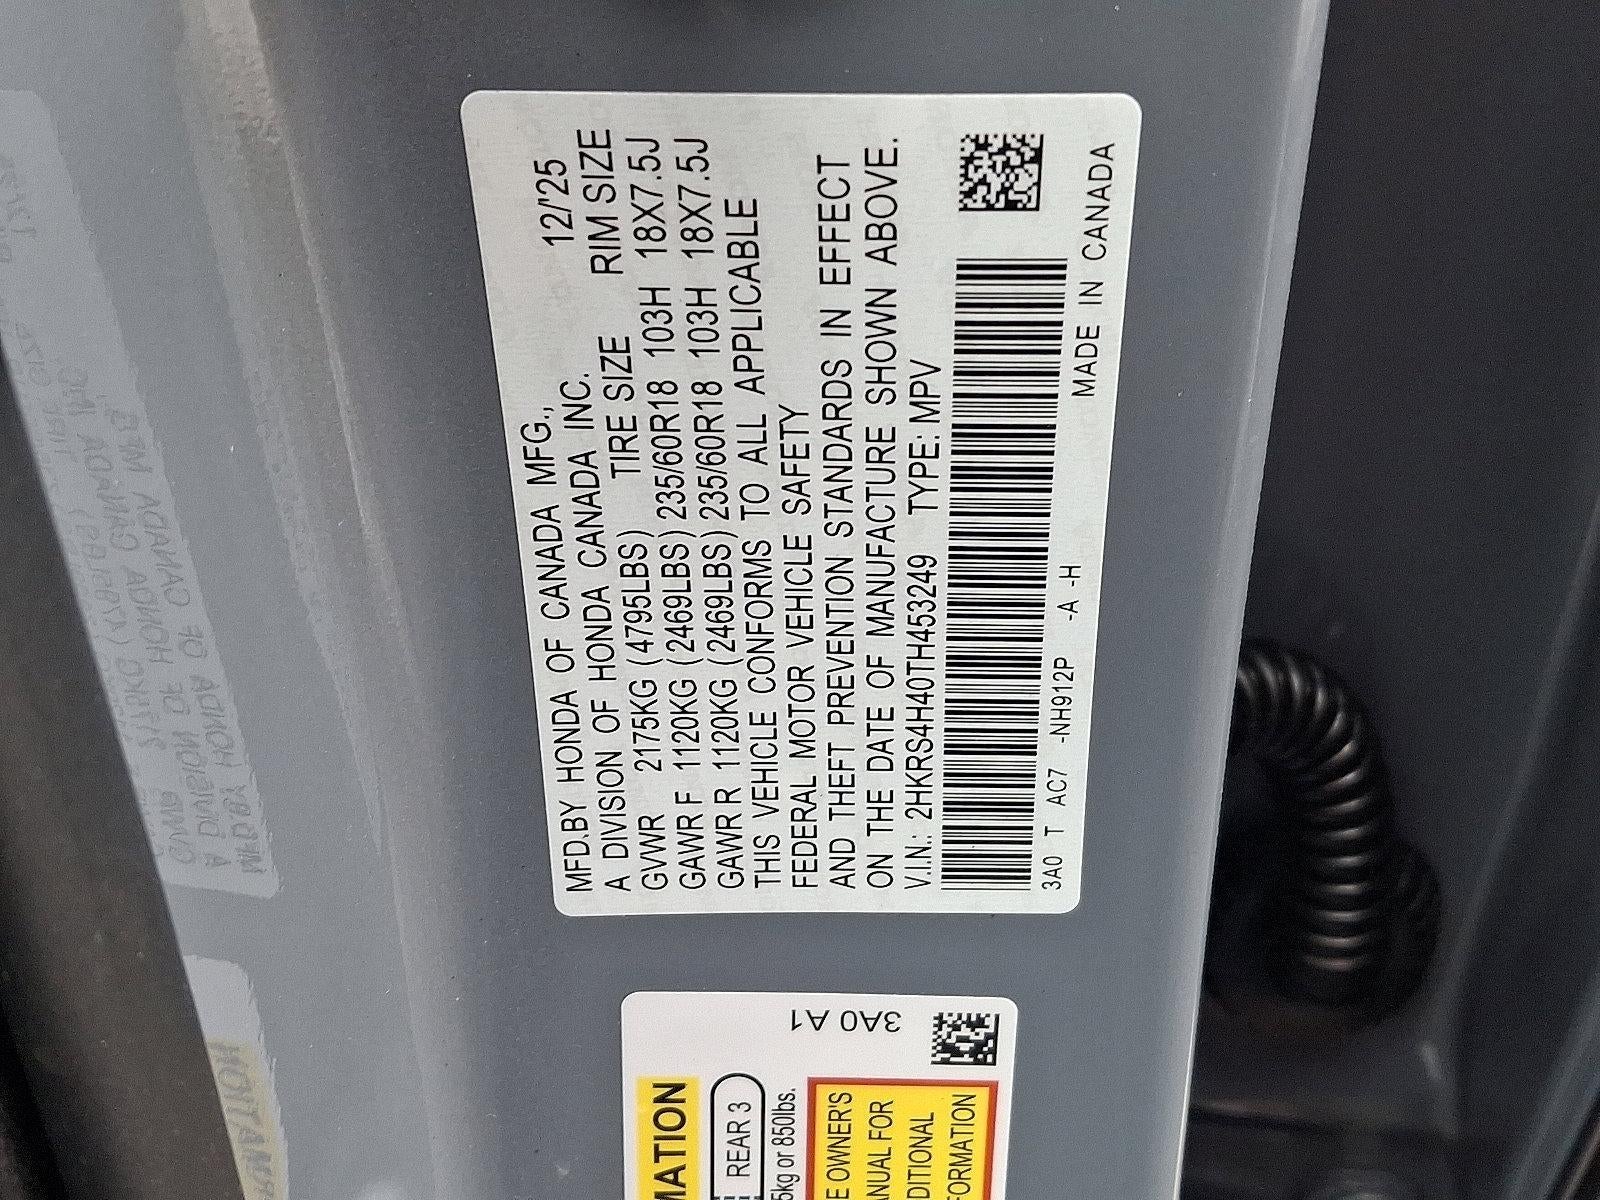 MFD.BY HONDA OF CANADA MFG., 12/'25
A DIVISION OF HONDA CANADA INC.
TIRE SIZE RIM SIZE
GVWR 2175KG (4795LBS)
GAWR F 1120KG (2469LBS) 235/60R18 103H 18X7.5J
GAWR R 1120KG (2469LBS) 235/60R18 103H 18X7.5J
THIS VEHICLE CONFORMS TO ALL APPLICABLE
FEDERAL MOTOR VEHICLE SAFETY
AND THEFT PREVENTION STANDARDS IN EFFECT
ON THE DATE OF MANUFACTURE SHOWN ABOVE.
V.I.N.: 2HKRS4H40TH453249 TYPE: MPV
3A0 T AC7 -NH912P -A -H MADE IN CANADA
3A0 A1
MATION
REAR 3
5kg or 850lbs.
E OWNER'S
ANUAL FOR
DITIONAL
FORMATION